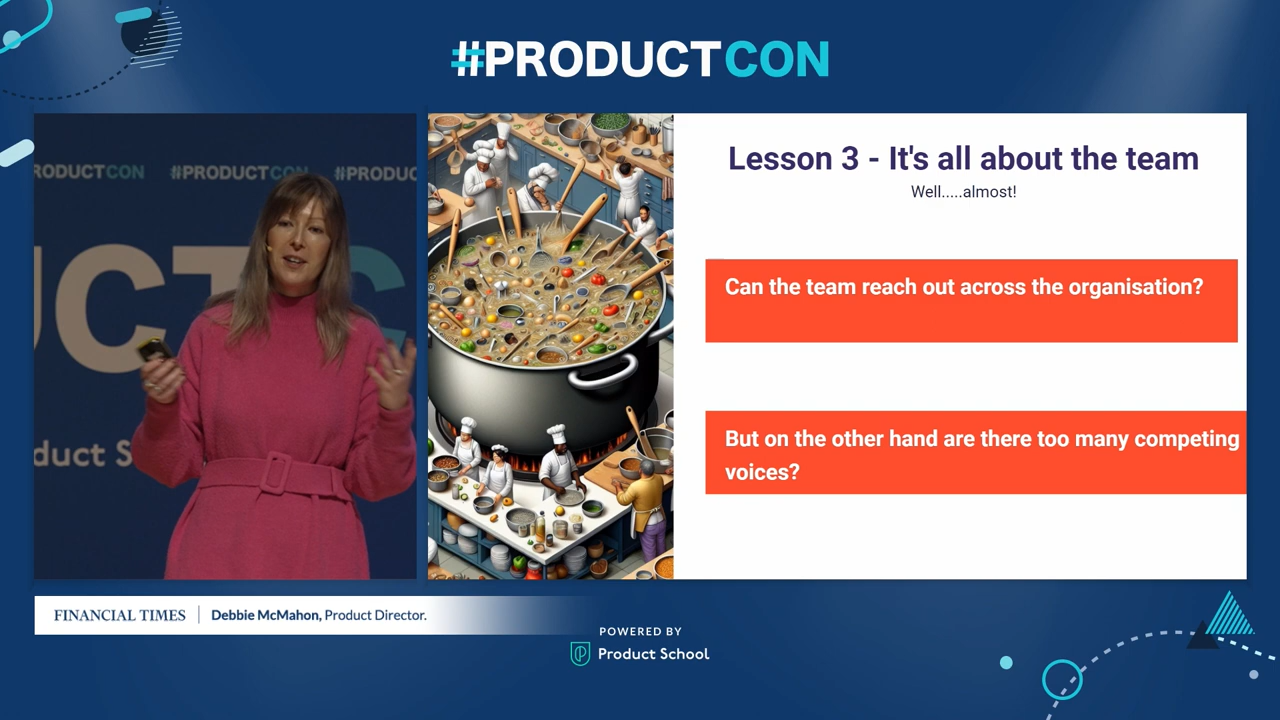 #PRODUCTCON
RODUCTCON #PRODUCTCON #PRODUC
UCTC
duct S
Lesson 3 - It's all about the team
Well.....almost!
Can the team reach out across the organisation?
But on the other hand are there too many competing
voices?
FINANCIAL TIMES | Debbie McMahon, Product Director.
POWERED BY
Product School